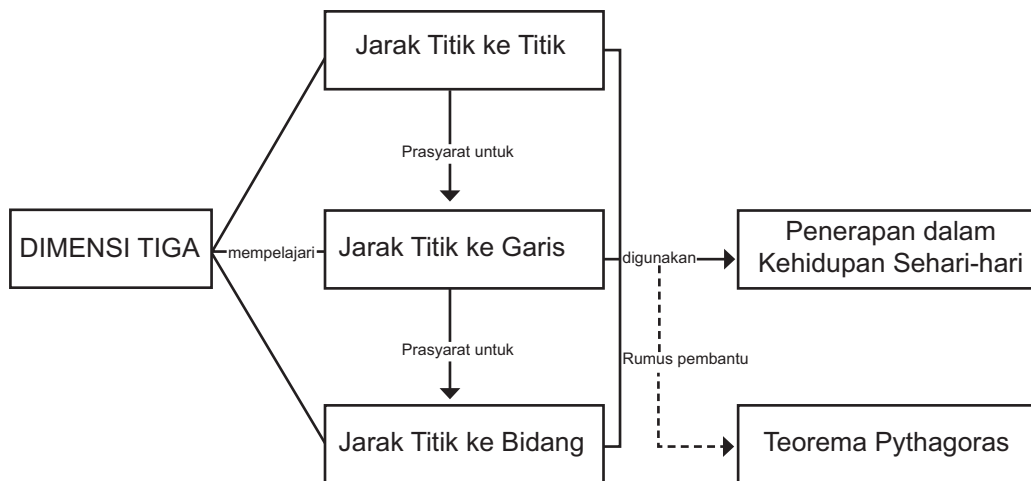 Jarak Titik ke Titik
Prasyarat untuk
DIMENSI TIGA
mempelajari
Jarak Titik ke Garis
digunakan
Penerapan dalam
Kehidupan Sehari-hari
Prasyarat untuk
Rumus pembantu
Jarak Titik ke Bidang
Teorema Pythagoras